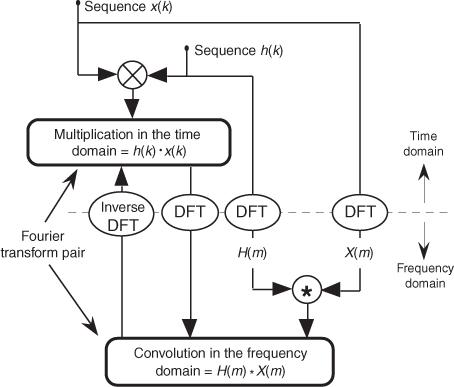 Sequence x(k)
Sequence h(k)
Multiplication in the time
domain = h(k) · x(k)
Time
domain
Inverse
DFT
DFT
DFT
DFT
Fourier
transform pair
H(m)
X(m)
Frequency
domain
*
Convolution in the frequency
domain = H(m) * X(m)